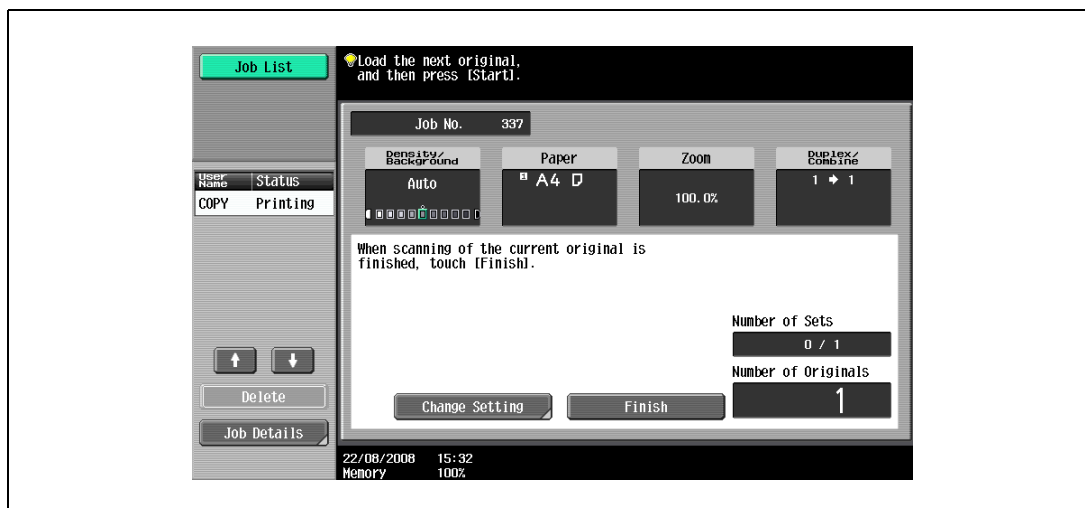 Job List
Load the next original,
and then press [Start].
Job No. 337
Density/
Background
Paper
Zoom
Duplex/
Combine
Auto
A4
100.0%
1 → 1
User
Name
Status
COPY Printing
When scanning of the current original is
finished, touch [Finish].
Number of Sets
0 / 1
Number of Originals
1
Delete
Job Details
Change Setting
Finish
22/08/2008 15:32
Memory 100%